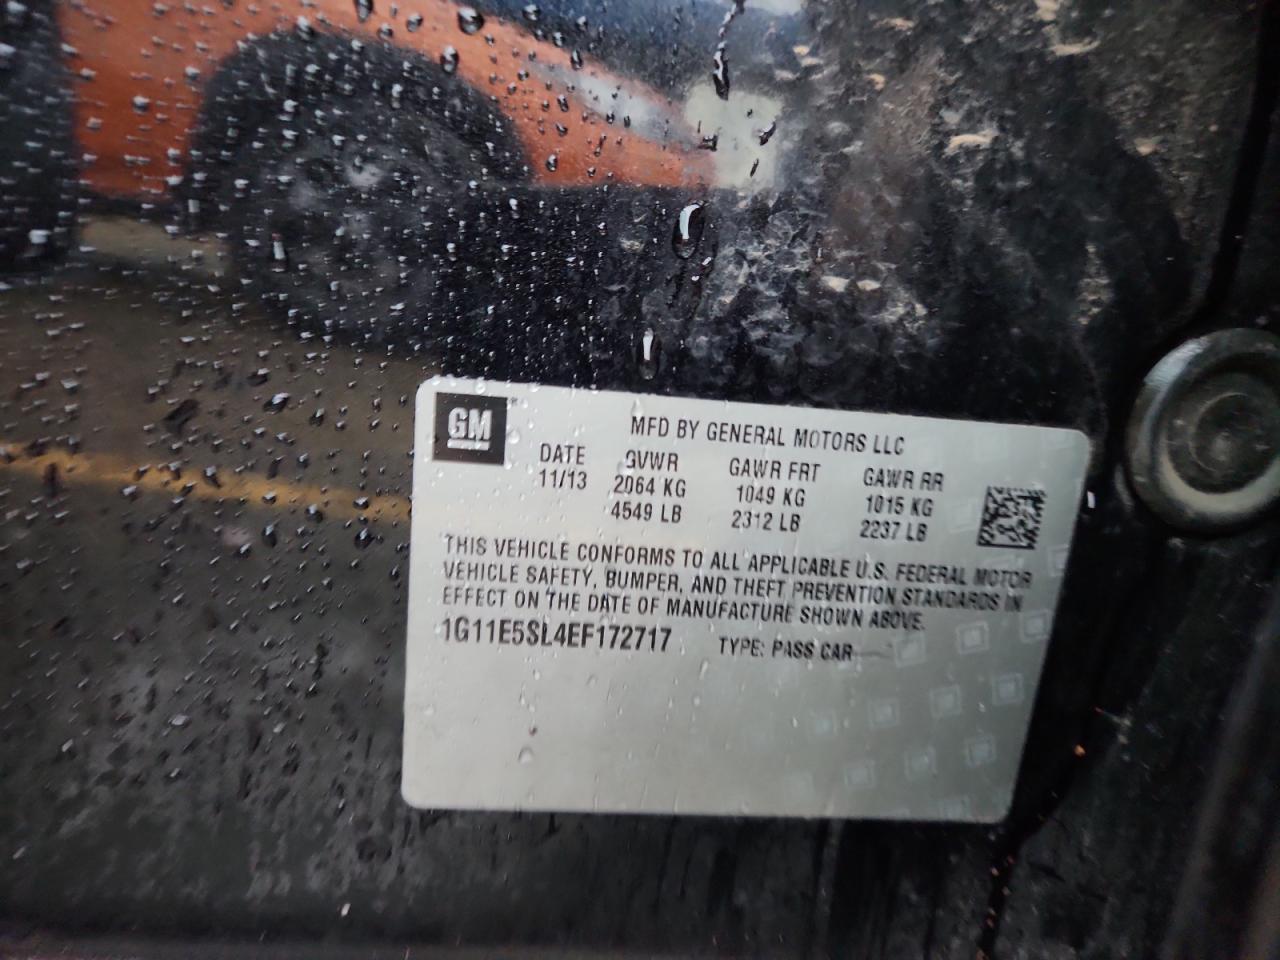 GM
MFD BY GENERAL MOTORS LLC
DATE GVWR GAWR FRT GAWR RR
11/13 2064 KG 1049 KG 1015 KG
4549 LB 2312 LB 2237 LB
THIS VEHICLE CONFORMS TO ALL APPLICABLE U.S. FEDERAL MOTOR
VEHICLE SAFETY, BUMPER, AND THEFT PREVENTION STANDARDS IN
EFFECT ON THE DATE OF MANUFACTURE SHOWN ABOVE.
1G11E5SL4EF172717 TYPE: PASS CAR